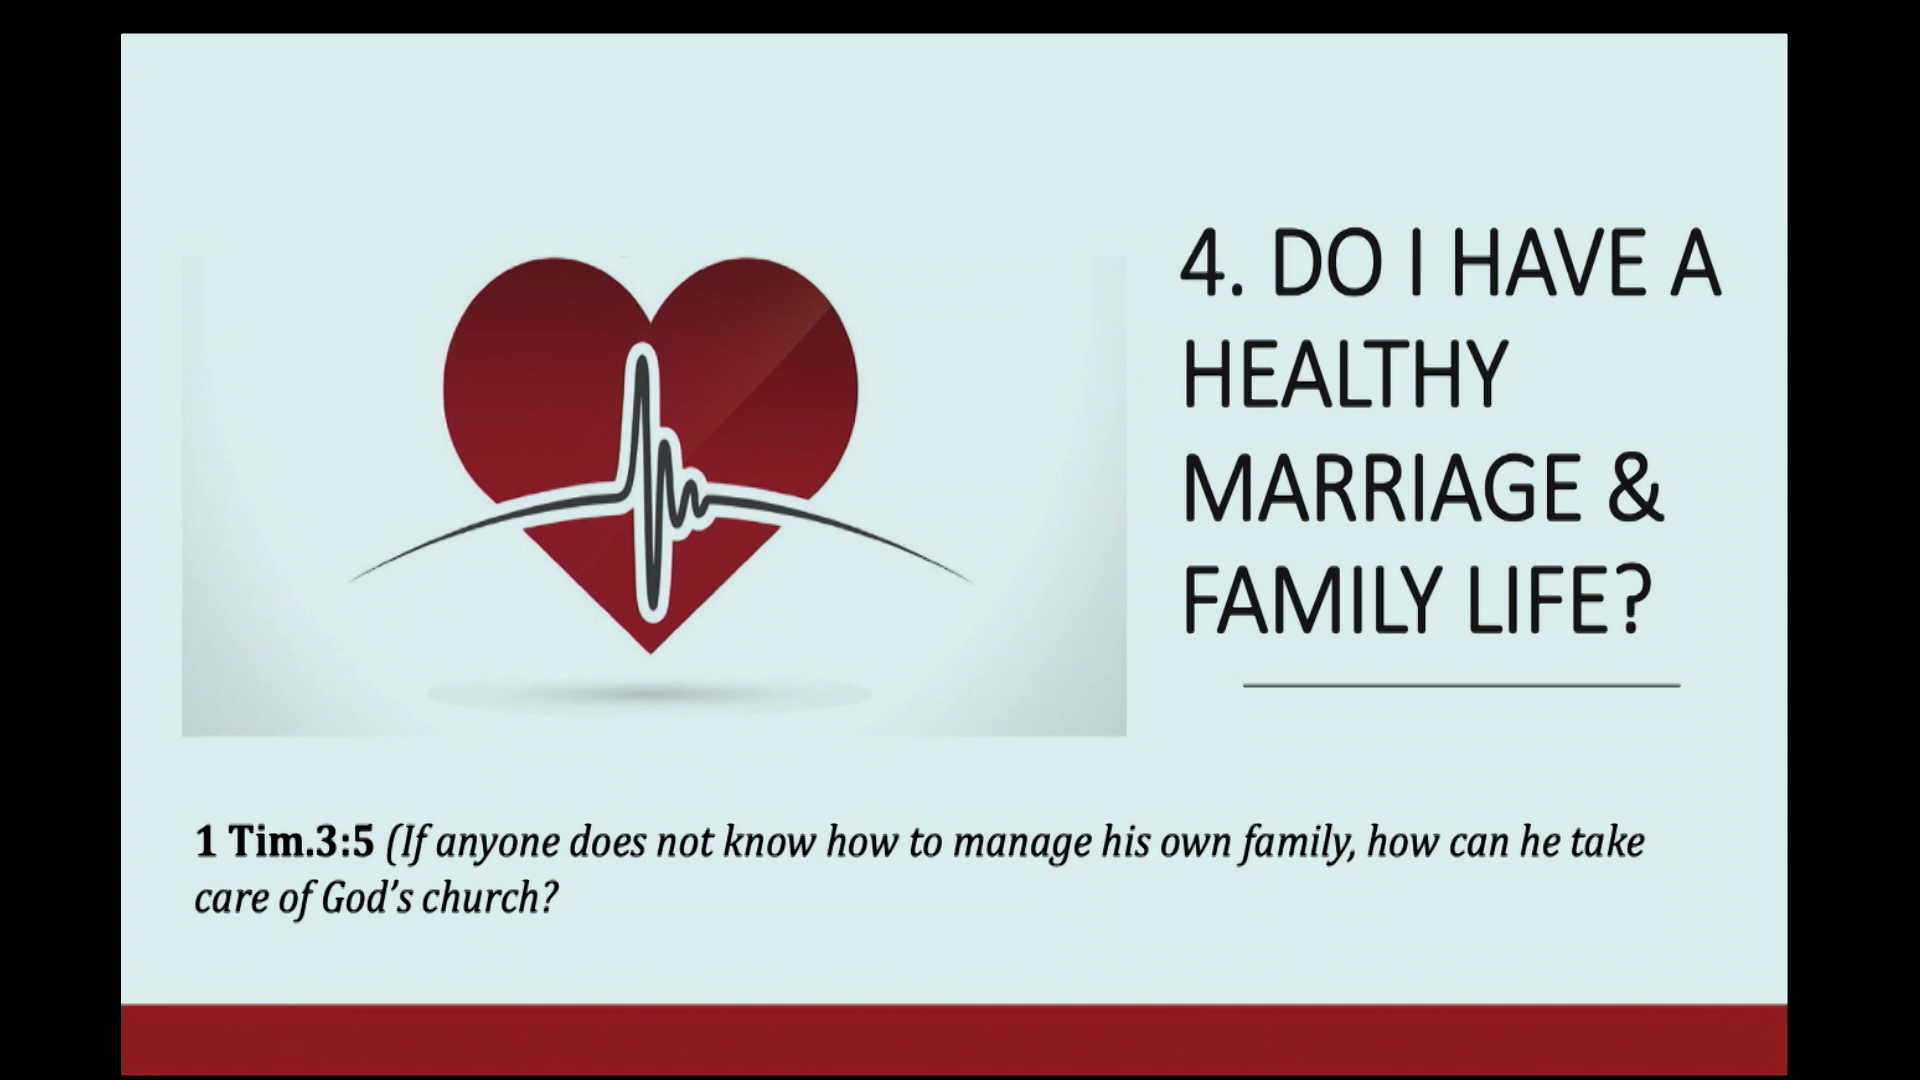 4. DO I HAVE A
HEALTHY
MARRIAGE &
FAMILY LIFE?
1 Tim.3:5 (If anyone does not know how to manage his own family, how can he take
care of God’s church?